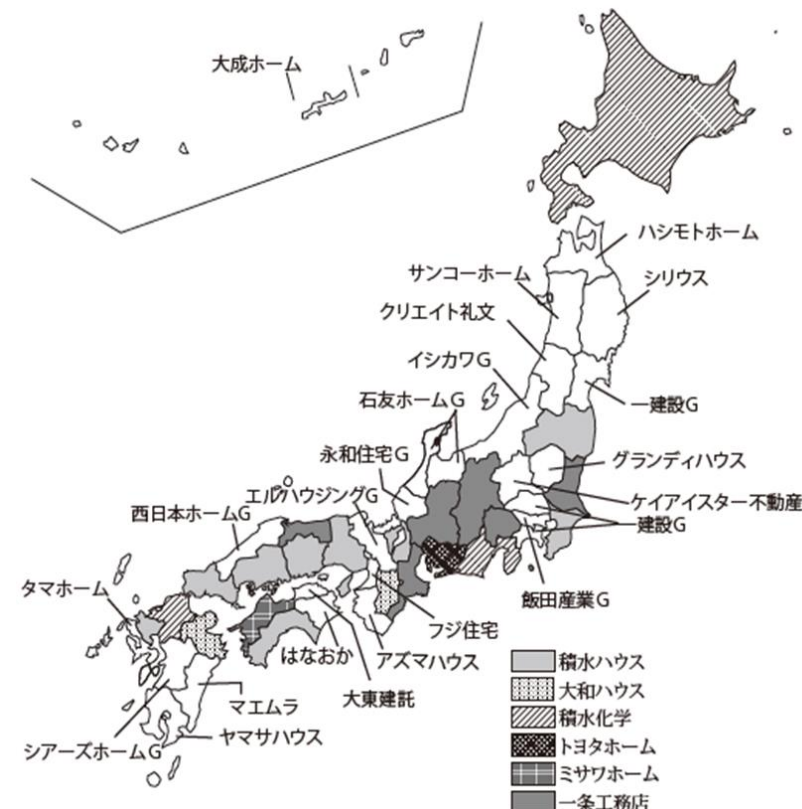 大成ホーム
ハシモトホーム
サンコーホーム
シリウス
クリエイト礼文
イシカワG
石友ホームG
一建設G
永和住宅G
グランディハウス
エルハウジングG
ケイアイスター不動産
西日本ホームG
一建設G
タマホーム
飯田産業G
フジ住宅
はなおか
アズマハウス
大東建託
マエムラ
ヤマサハウス
シアーズホームG
積水ハウス
大和ハウス
積水化学
トヨタホーム
ミサワホーム
一条工務店